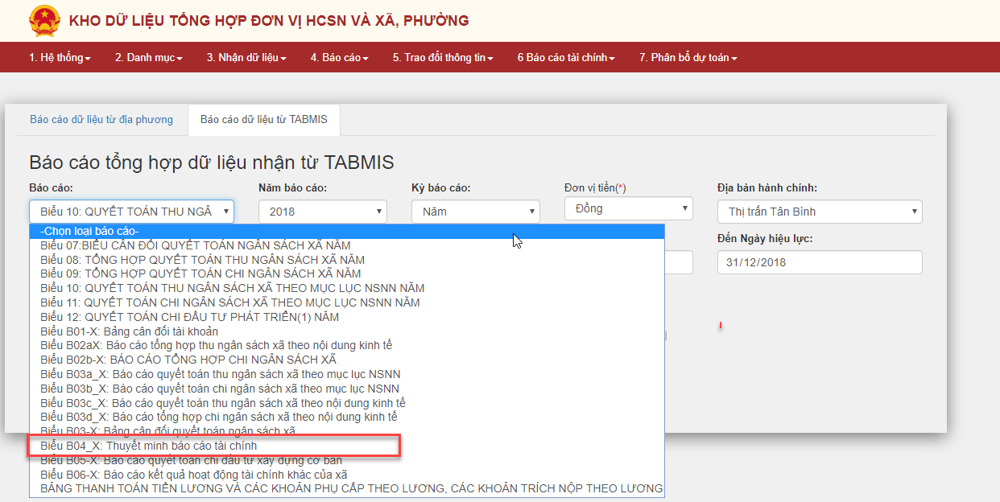 KHO DỮ LIỆU TỔNG HỢP ĐƠN VỊ HCSN VÀ XÃ, PHƯỜNG
1. Hệ thống 2. Danh mục 3. Nhận dữ liệu 4. Báo cáo 5. Trao đổi thông tin 6 Báo cáo tài chính 7. Phân bổ dự toán
Báo cáo dữ liệu từ địa phương Báo cáo dữ liệu từ TABMIS
Báo cáo tổng hợp dữ liệu nhận từ TABMIS
Báo cáo: Năm báo cáo: Kỳ báo cáo: Đơn vị tiền(*) Địa bàn hành chính:
Biểu 10: QUYẾT TOÁN THU NGÂ 2018 Năm Đồng Thị trấn Tân Bình
-Chọn loại báo cáo-
Đến Ngày hiệu lực:
Biểu 07:BIỂU CÂN ĐỐI QUYẾT TOÁN NGÂN SÁCH XÃ NĂM
Biểu 08: TỔNG HỢP QUYẾT TOÁN THU NGÂN SÁCH XÃ NĂM
31/12/2018
Biểu 09: TỔNG HỢP QUYẾT TOÁN CHI NGÂN SÁCH XÃ NĂM
Biểu 10: QUYẾT TOÁN THU NGÂN SÁCH XÃ THEO MỤC LỤC NSNN NĂM
Biểu 11: QUYẾT TOÁN CHI NGÂN SÁCH XÃ THEO MỤC LỤC NSNN NĂM
Biểu 12: QUYẾT TOÁN CHI ĐẦU TƯ PHÁT TRIỂN(1) NĂM
Biểu B01-X: Bảng cân đối tài khoản
Biểu B02aX: Báo cáo tổng hợp thu ngân sách xã theo nội dung kinh tế
Biểu B02b-X: BÁO CÁO TỔNG HỢP CHI NGÂN SÁCH XÃ
Biểu B03a_X: Báo cáo quyết toán thu ngân sách xã theo mục lục NSNN
Biểu B03b_X: Báo cáo quyết toán chi ngân sách xã theo mục lục NSNN
Biểu B03c_X: Báo cáo quyết toán thu ngân sách xã theo nội dung kinh tế
Biểu B03d_X: Báo cáo tổng hợp chi ngân sách xã theo nội dung kinh tế
Biểu B03-X: Bảng cân đối quyết toán ngân sách xã
Biểu B04_X: Thuyết minh báo cáo tài chính
Biểu B05-X: Báo cáo quyết toán chi đầu tư xây dựng cơ bản
Biểu B06-X: Báo cáo kết quả hoạt động tài chính khác của xã
BẢNG THANH TOÁN TIỀN LƯƠNG VÀ CÁC KHOẢN PHỤ CẤP THEO LƯƠNG, CÁC KHOẢN TRÍCH NỘP THEO LƯƠNG